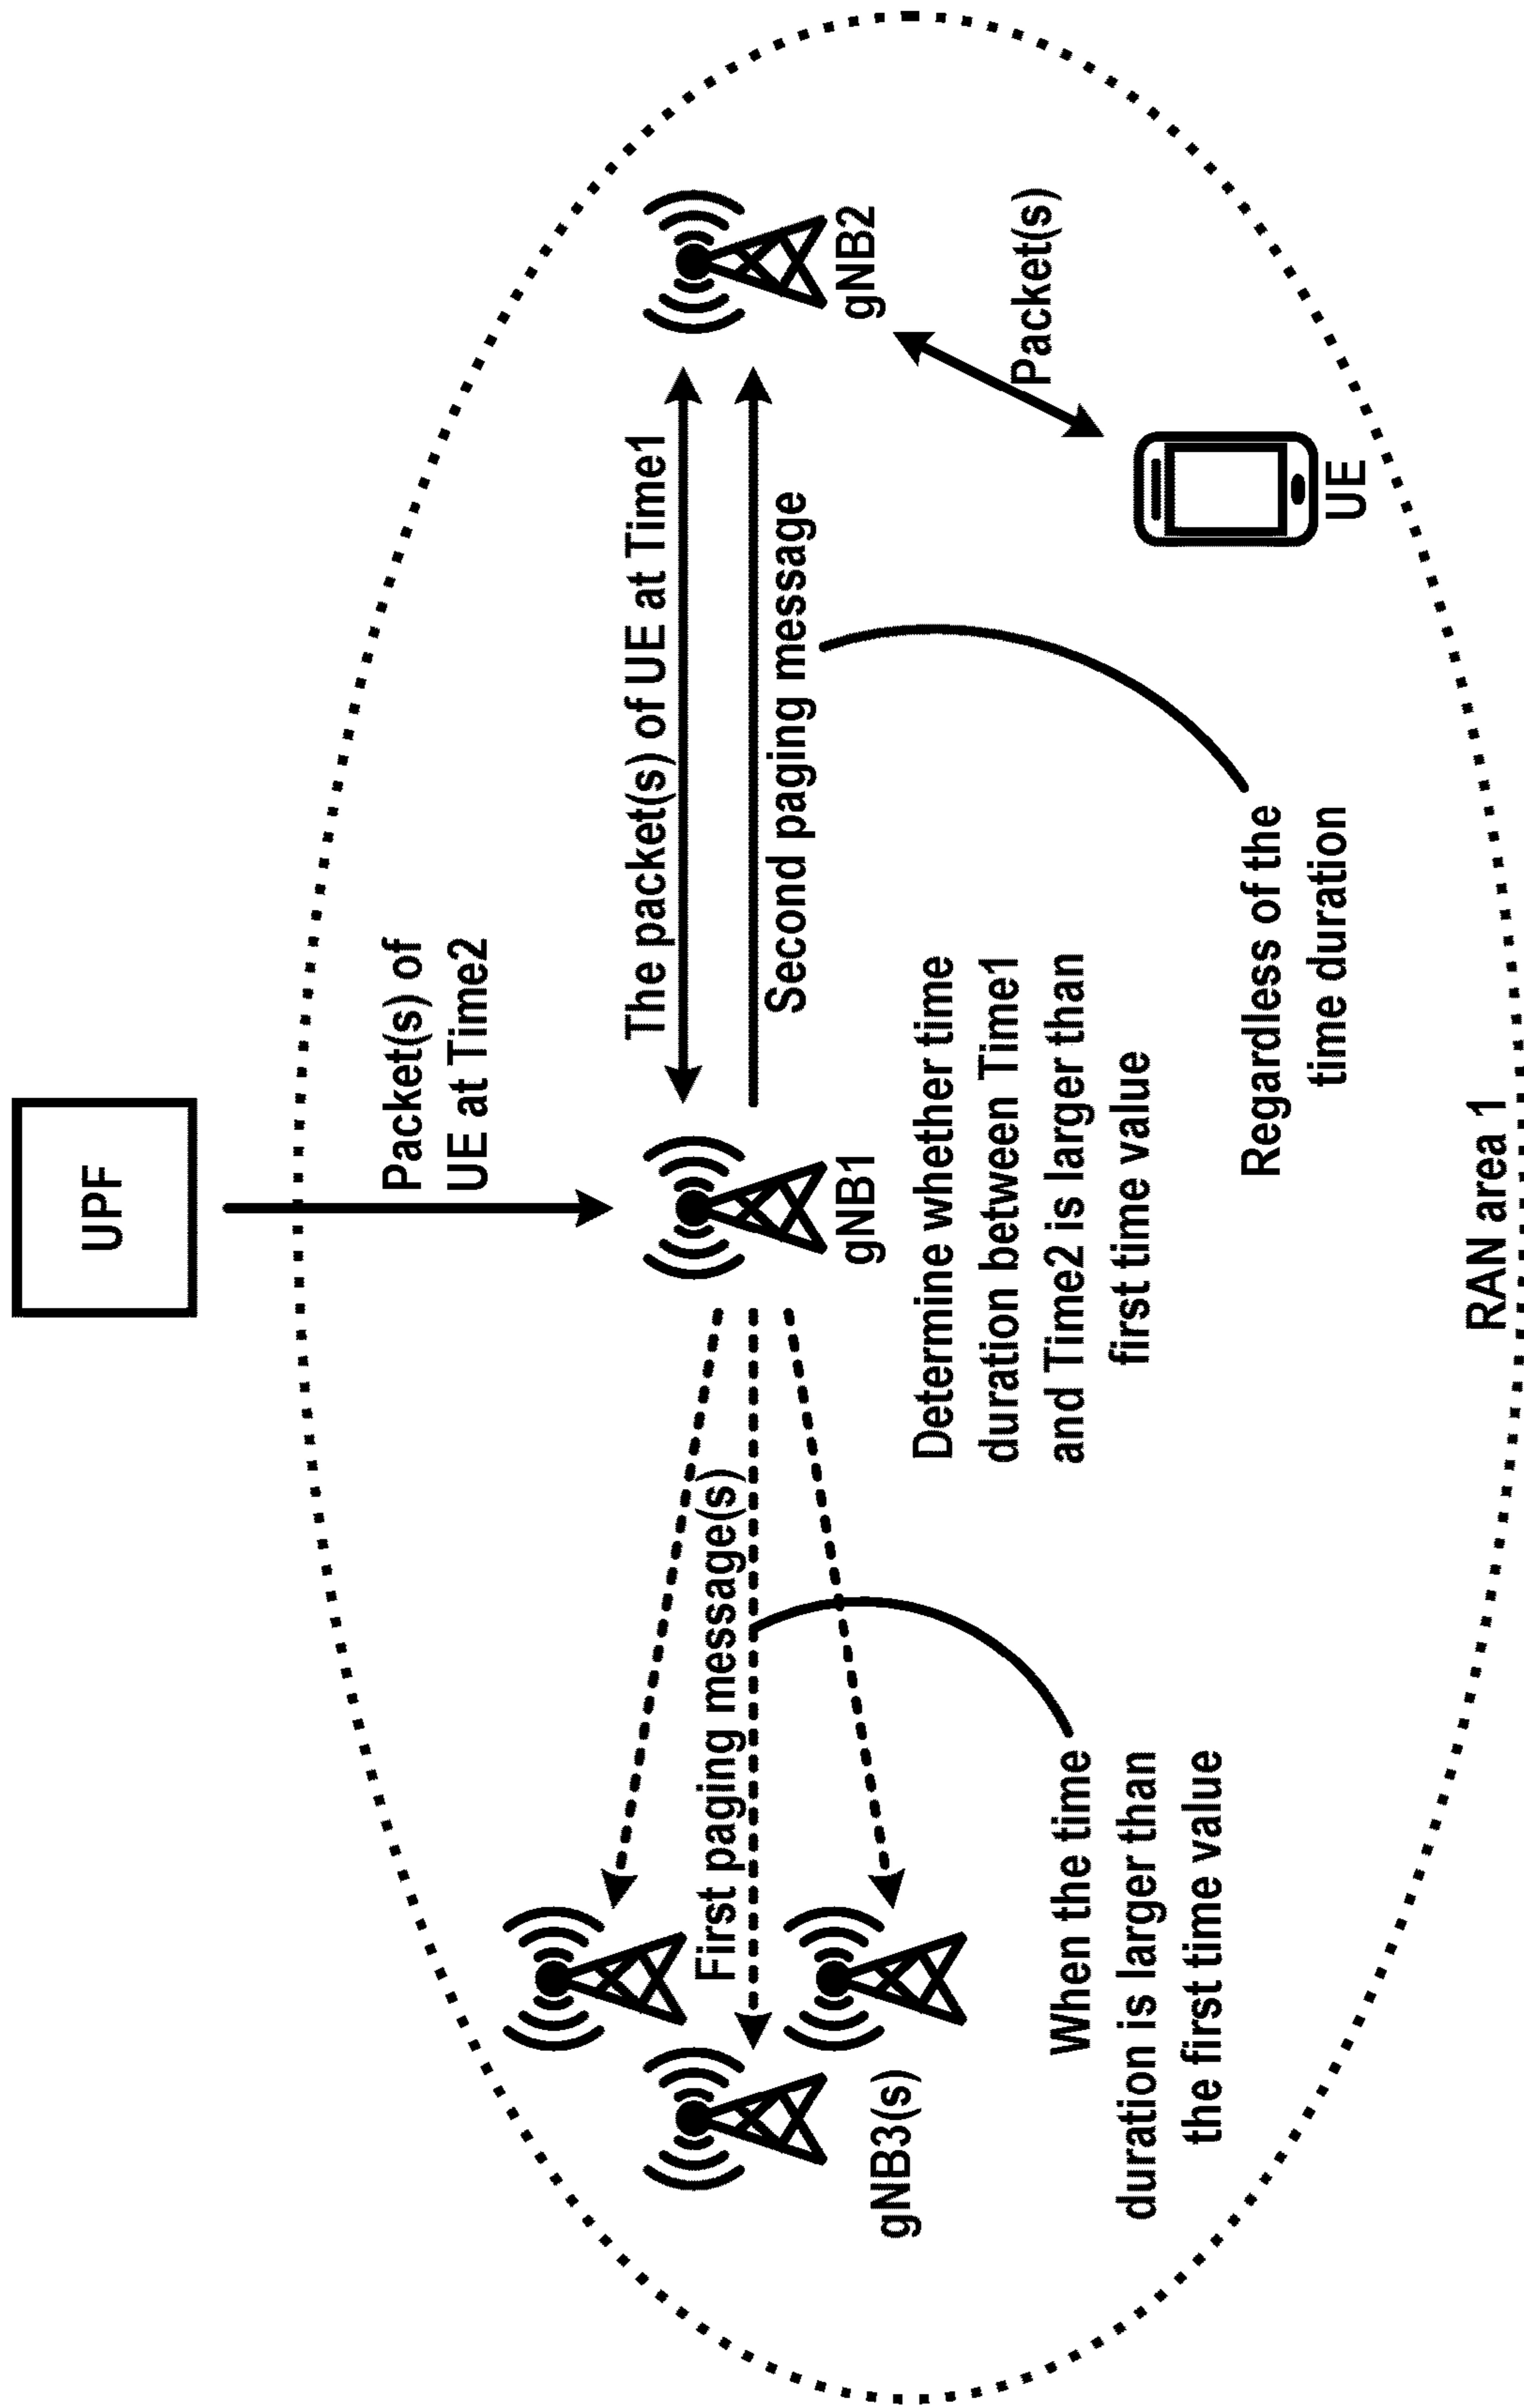 UPF
Packet(s) of
UE at Time2
The packet(s) of UE at Time1
Second paging message
First paging message(s)
gNB3(s)
gNB1
gNB2
Packet(s)
UE
Determine whether time
duration between Time1
and Time2 is larger than
first time value
When the time
duration is larger than
the first time value
Regardless of the
time duration
RAN area 1